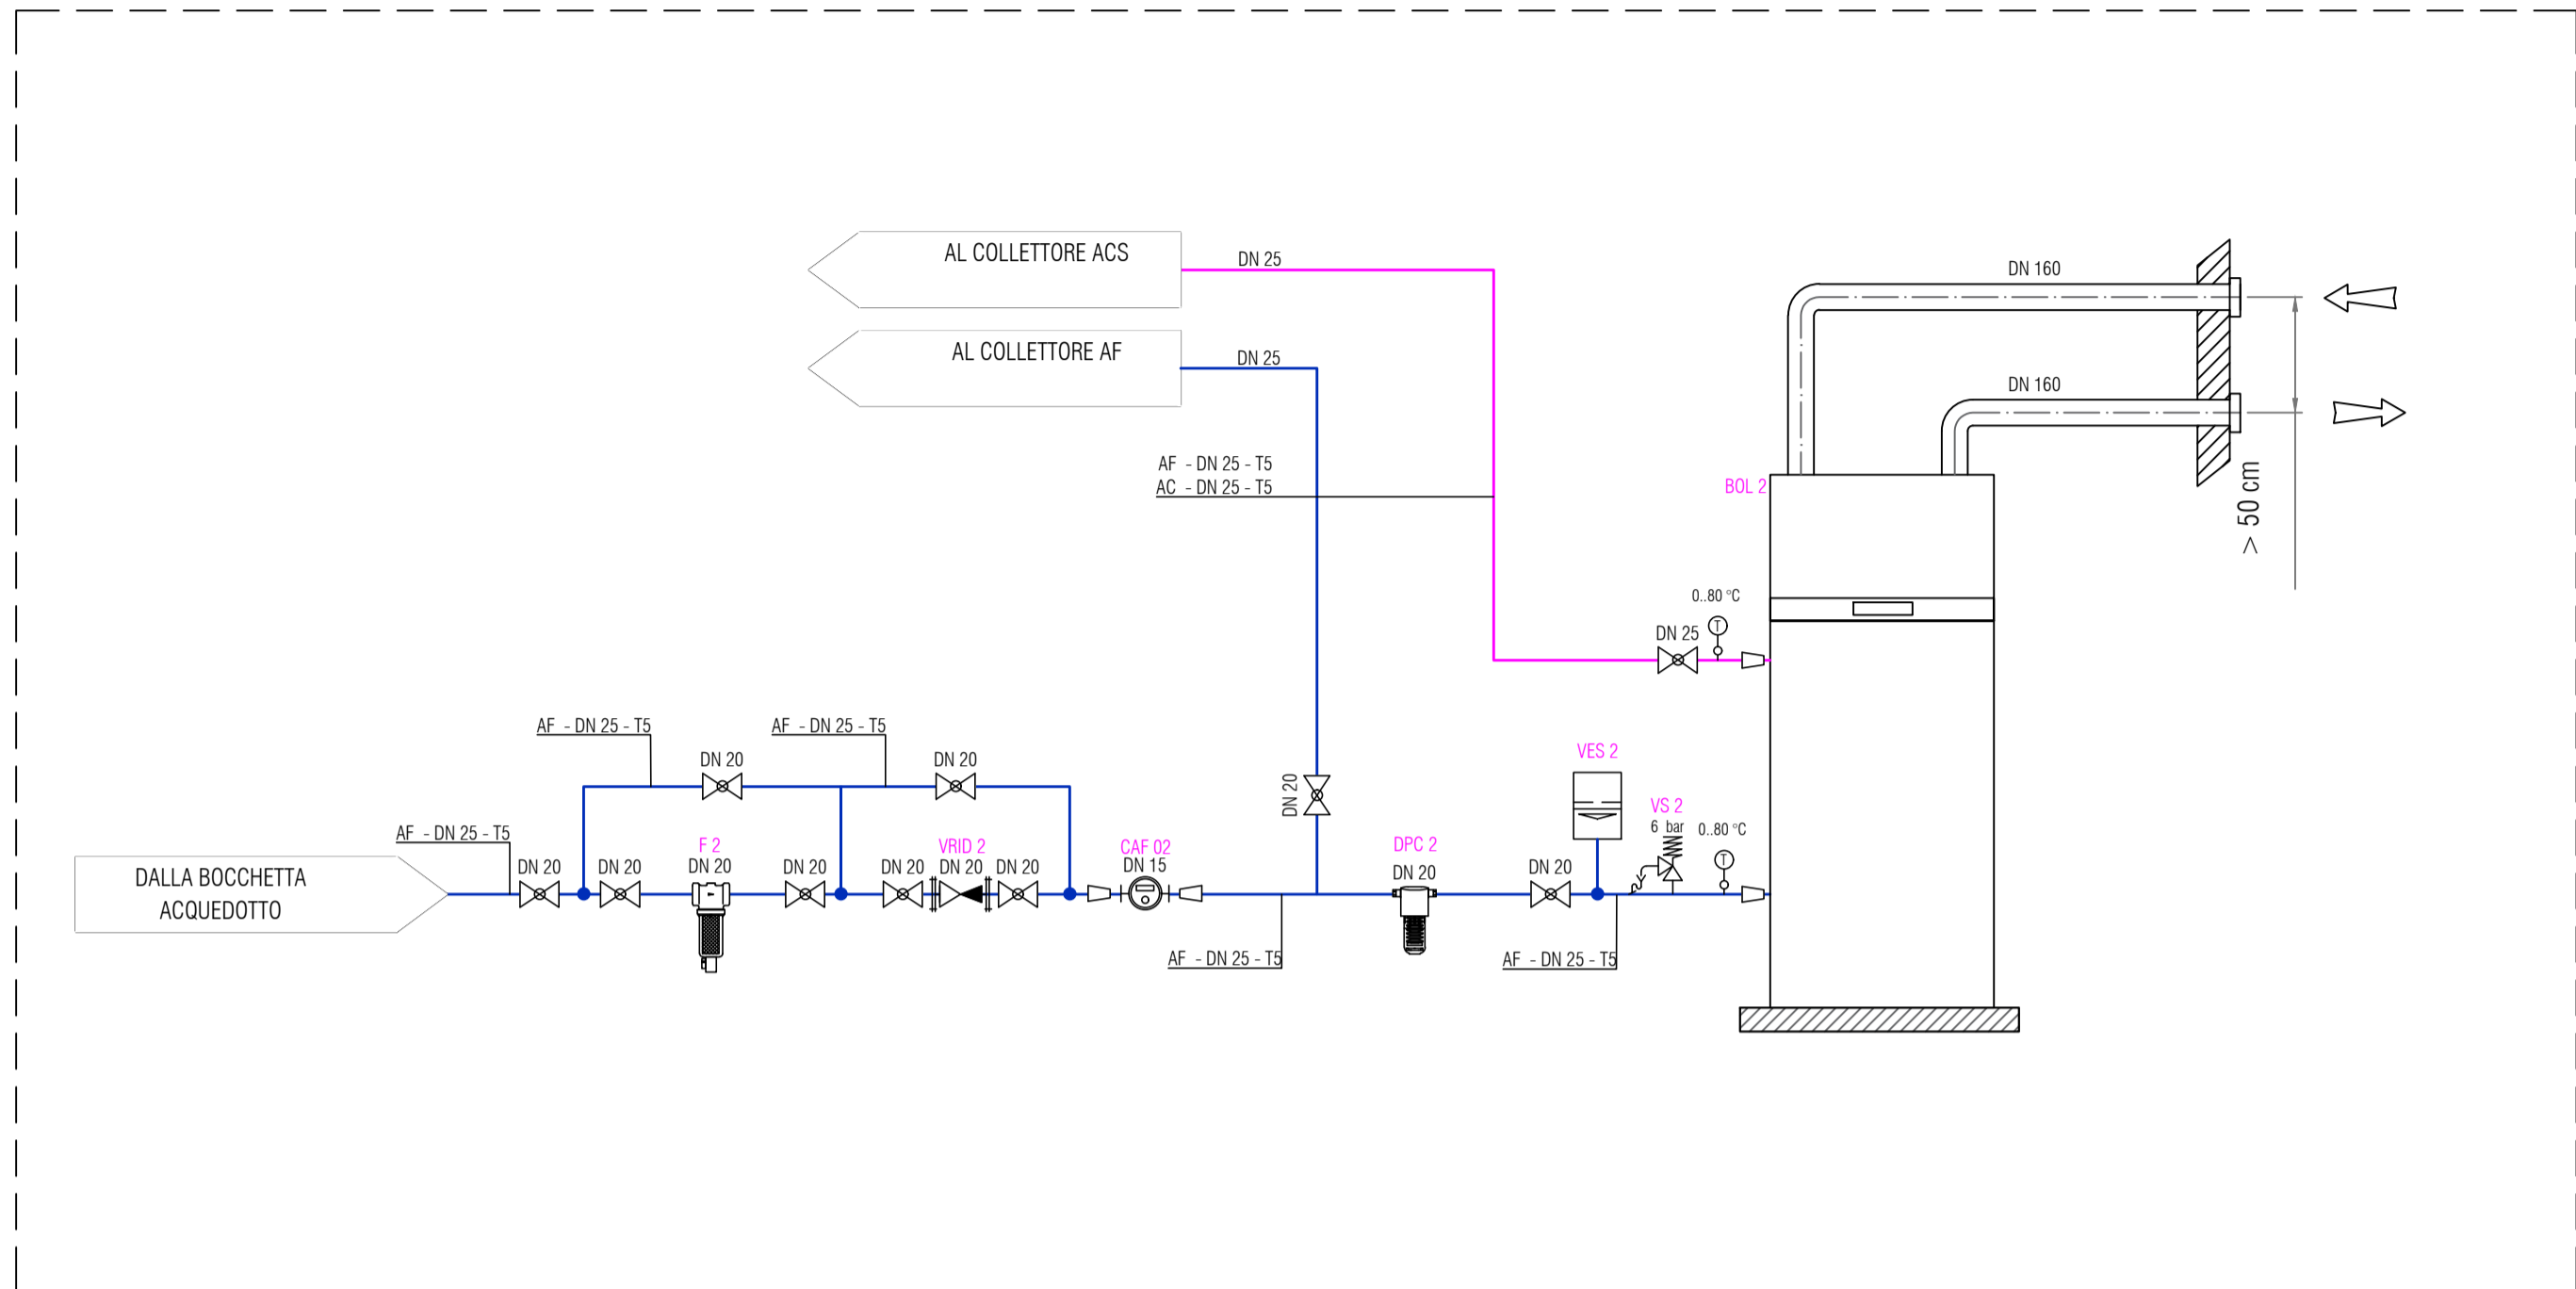 AL COLLETTORE ACS
DN 25
DN 160
AL COLLETTORE AF
DN 25
DN 160
AF - DN 25 - T5
AC - DN 25 - T5
BOL 2
> 50 cm
0..80 °C
T
DN 25
AF - DN 25 - T5
AF - DN 25 - T5
DN 20
DN 20
DN 20
VES 2
VS 2
6 bar
0..80 °C
T
AF - DN 25 - T5
DALLA BOCCHETTA
ACQUEDOTTO
DN 20
DN 20
F 2
DN 20
DN 20
DN 20
VRID 2
DN 20
DN 20
CAF 02
DN 15
DPC 2
DN 20
DN 20
AF - DN 25 - T5
AF - DN 25 - T5